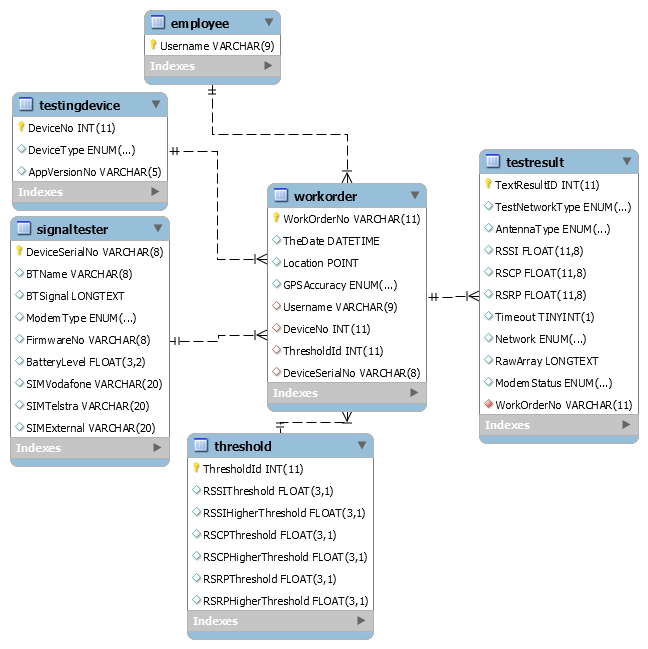 employee
Username VARCHAR(9)
Indexes
testingdevice
DeviceNo INT(11)
DeviceType ENUM(...)
AppVersionNo VARCHAR(5)
Indexes
signaltester
DeviceSerialNo VARCHAR(8)
BTName VARCHAR(8)
BTSignal LONGTEXT
ModemType ENUM(...)
FirmwareNo VARCHAR(8)
BatteryLevel FLOAT(3,2)
SIMVodafone VARCHAR(20)
SIMTelstra VARCHAR(20)
SIMExternal VARCHAR(20)
Indexes
workorder
WorkOrderNo VARCHAR(11)
TheDate DATETIME
Location POINT
GPSAccuracy ENUM(...)
Username VARCHAR(9)
DeviceNo INT(11)
ThresholdId INT(11)
DeviceSerialNo VARCHAR(8)
Indexes
testresult
TextResultID INT(11)
TestNetworkType ENUM(...)
AntennaType ENUM(...)
RSSI FLOAT(11,8)
RSCP FLOAT(11,8)
RSRP FLOAT(11,8)
Timeout TINYINT(1)
Network ENUM(...)
RawArray LONGTEXT
ModemStatus ENUM(...)
WorkOrderNo VARCHAR(11)
Indexes
threshold
ThresholdId INT(11)
RSSIThreshold FLOAT(3,1)
RSSIHigherThreshold FLOAT(3,1)
RSCPThreshold FLOAT(3,1)
RSCPHigherThreshold FLOAT(3,1)
RSRPThreshold FLOAT(3,1)
RSRPHigherThreshold FLOAT(3,1)
Indexes